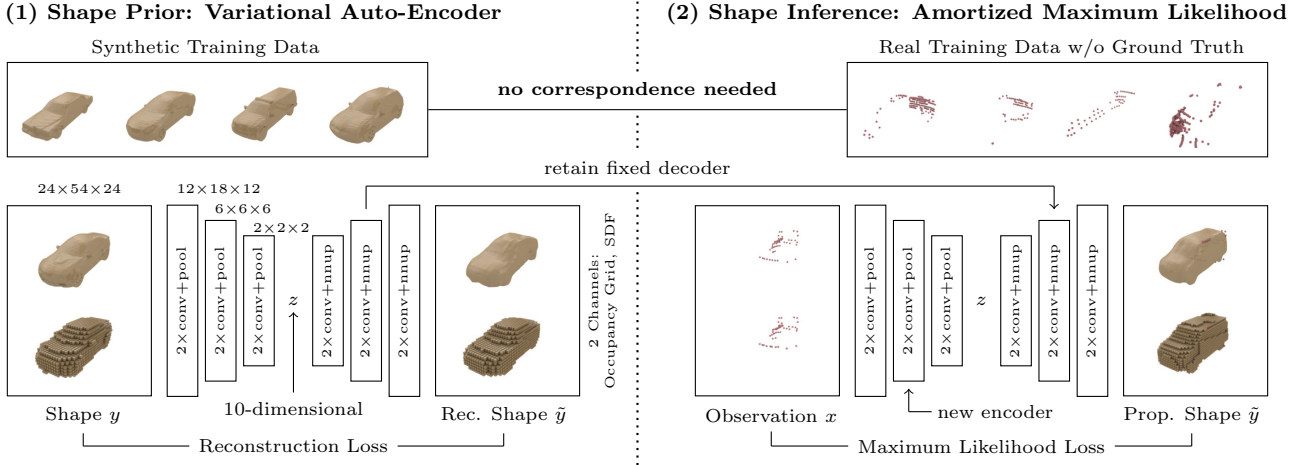 (1) Shape Prior: Variational Auto-Encoder
(2) Shape Inference: Amortized Maximum Likelihood
Synthetic Training Data
Real Training Data w/o Ground Truth
no correspondence needed
retain fixed decoder
24×54×24
12×18×12
6×6×6
2×2×2
2×conv+pool
2×conv+pool
2×conv+pool
z
2×conv+nnup
2×conv+nnup
2×conv+nnup
2 Channels:
Occupancy Grid, SDF
2×conv+pool
2×conv+pool
2×conv+pool
z
2×conv+nnup
2×conv+nnup
2×conv+nnup
Shape y
10-dimensional
Rec. Shape ỹ
Observation x
new encoder
Prop. Shape ỹ
Reconstruction Loss
Maximum Likelihood Loss